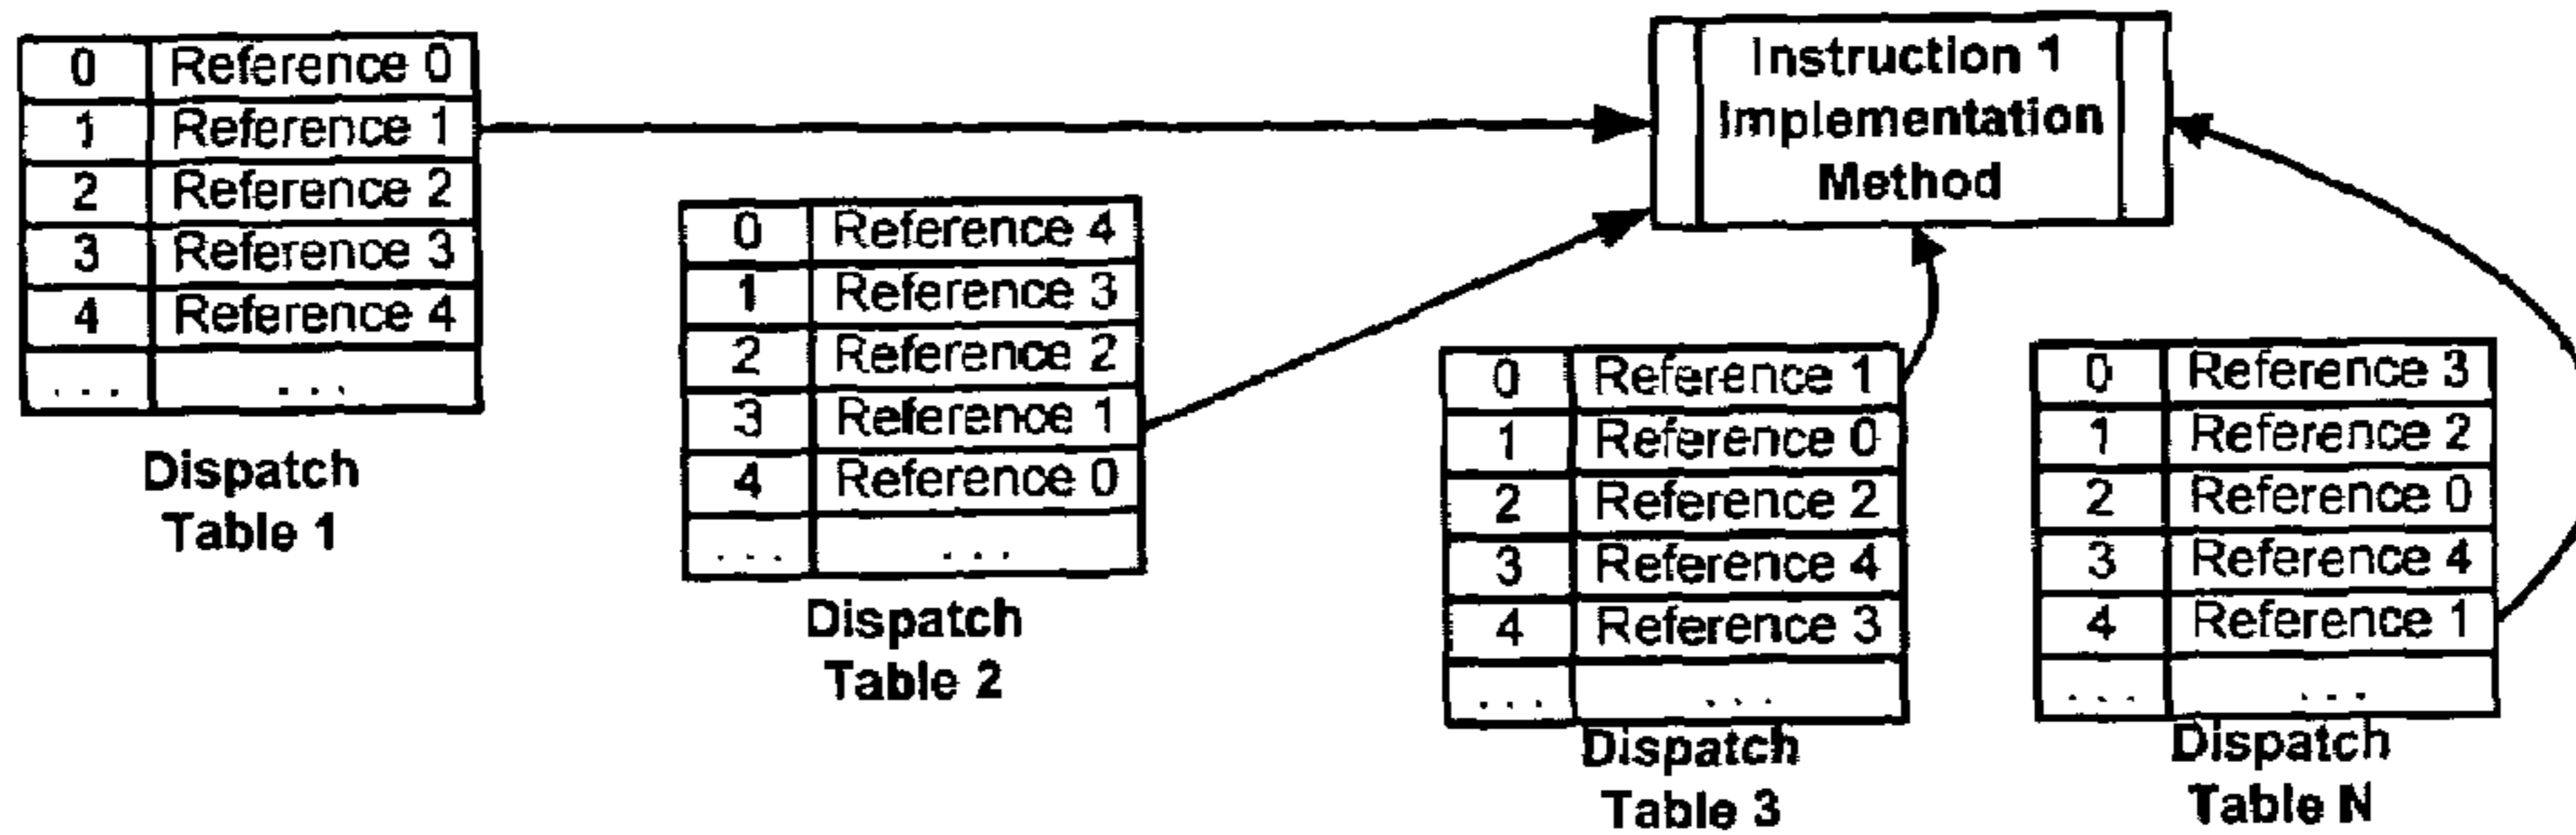 0 Reference 0
1 Reference 1
2 Reference 2
3 Reference 3
4 Reference 4
... ...
Dispatch
Table 1
0 Reference 4
1 Reference 3
2 Reference 2
3 Reference 1
4 Reference 0
... ...
Dispatch
Table 2
Instruction 1
Implementation
Method
0 Reference 1
1 Reference 0
2 Reference 2
3 Reference 4
4 Reference 3
... ...
Dispatch
Table 3
0 Reference 3
1 Reference 2
2 Reference 0
3 Reference 4
4 Reference 1
... ...
Dispatch
Table N